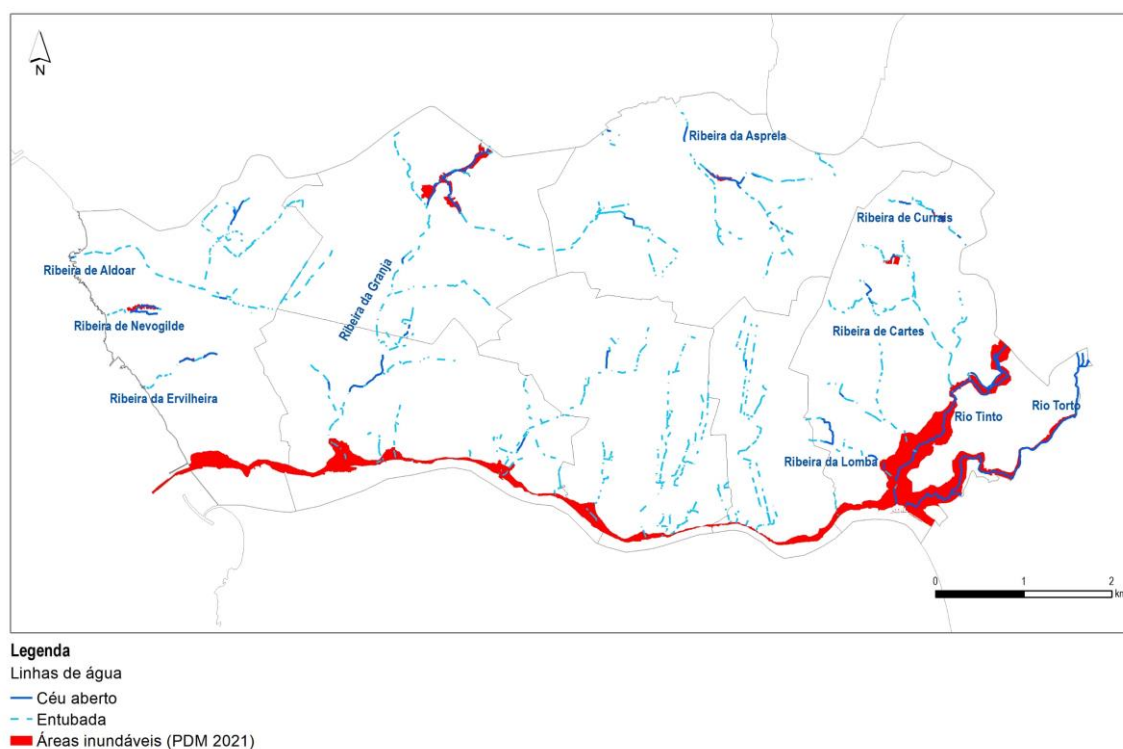 N
Ribeira da Asprela
Ribeira de Currais
Ribeira de Aldoar
Ribeira da Granja
Ribeira de Nevogilde
Ribeira de Cartes
Ribeira da Ervilheira
Rio Tinto
Rio Torto
Ribeira da Lomba
0 1 2
km
Legenda
Linhas de água
Céu aberto
Entubada
Áreas inundáveis (PDM 2021)